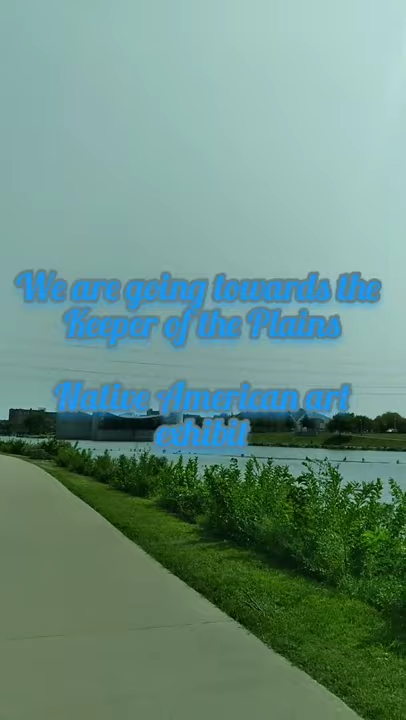 We are going towards the
Keeper of the Plains
Native American art
exhibit